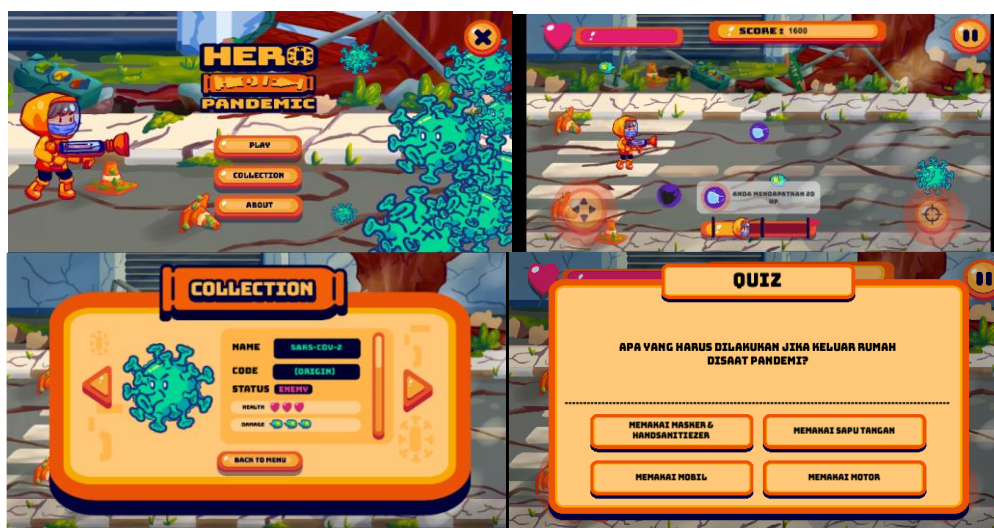 HERO
PANDEMIC
PLAY
COLLECTION
ABOUT
SCORE : 1600
ANDA MENDAPATKAN 20
HP
COLLECTION
NAME
SARS-COV-2
CODE
(ORIGIN)
STATUS
ENEMY
HEALTH
DAMAGE
BACK TO MENU
QUIZ
APA YANG HARUS DILAKUKAN JIKA KELUAR RUMAH
DISAAT PANDEMI?
MEMAKAI MASKER &
HANDSANITIEZER
MEMAKAI SAPU TANGAN
MEMAKAI MOBIL
MEMAKAI MOTOR